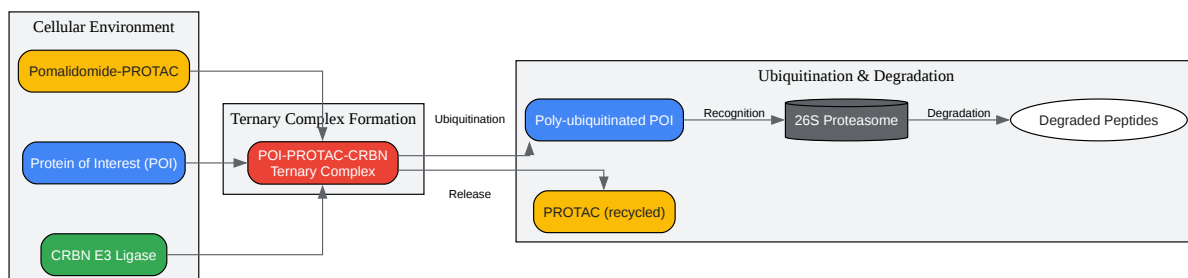 Cellular Environment
Pomalidomide-PROTAC
Protein of Interest (POI)
CRBN E3 Ligase
Ternary Complex Formation
POI-PROTAC-CRBN
Ternary Complex
Ubiquitination
Release
Ubiquitination & Degradation
Poly-ubiquitinated POI
Recognition
26S Proteasome
Degradation
Degraded Peptides
PROTAC (recycled)